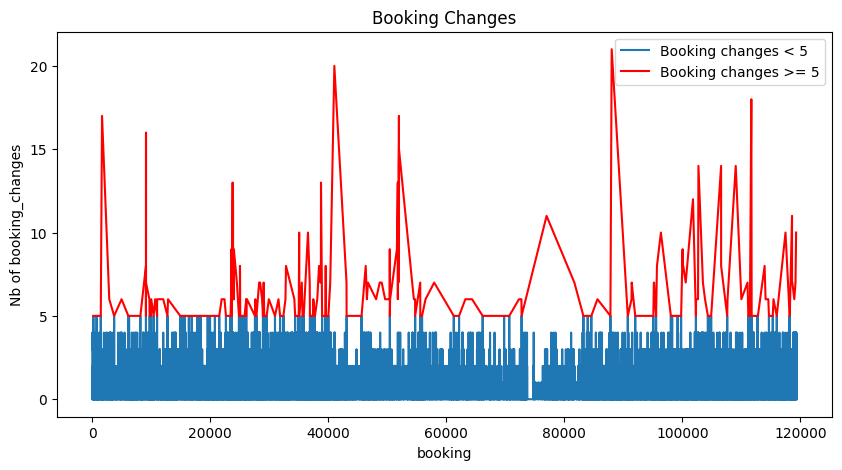 Booking Changes
Booking changes < 5
Booking changes >= 5
Nb of booking_changes
20
15
10
5
0
0 20000 40000 60000 80000 100000 120000
booking